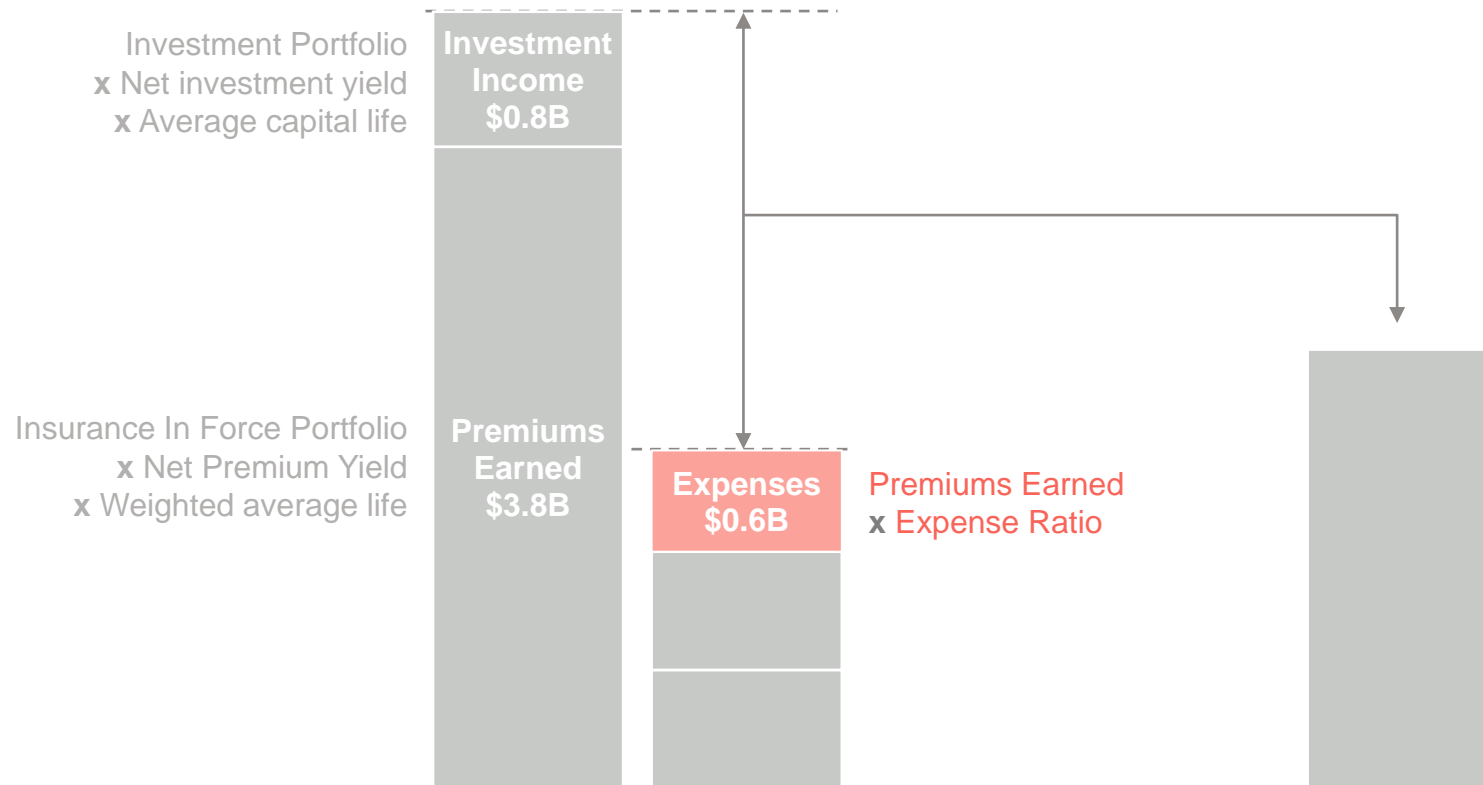 Investment Portfolio
x Net investment yield
x Average capital life
Investment
Income
$0.8B
Insurance In Force Portfolio
x Net Premium Yield
x Weighted average life
Premiums
Earned
$3.8B
Expenses
$0.6B
Premiums Earned
x Expense Ratio